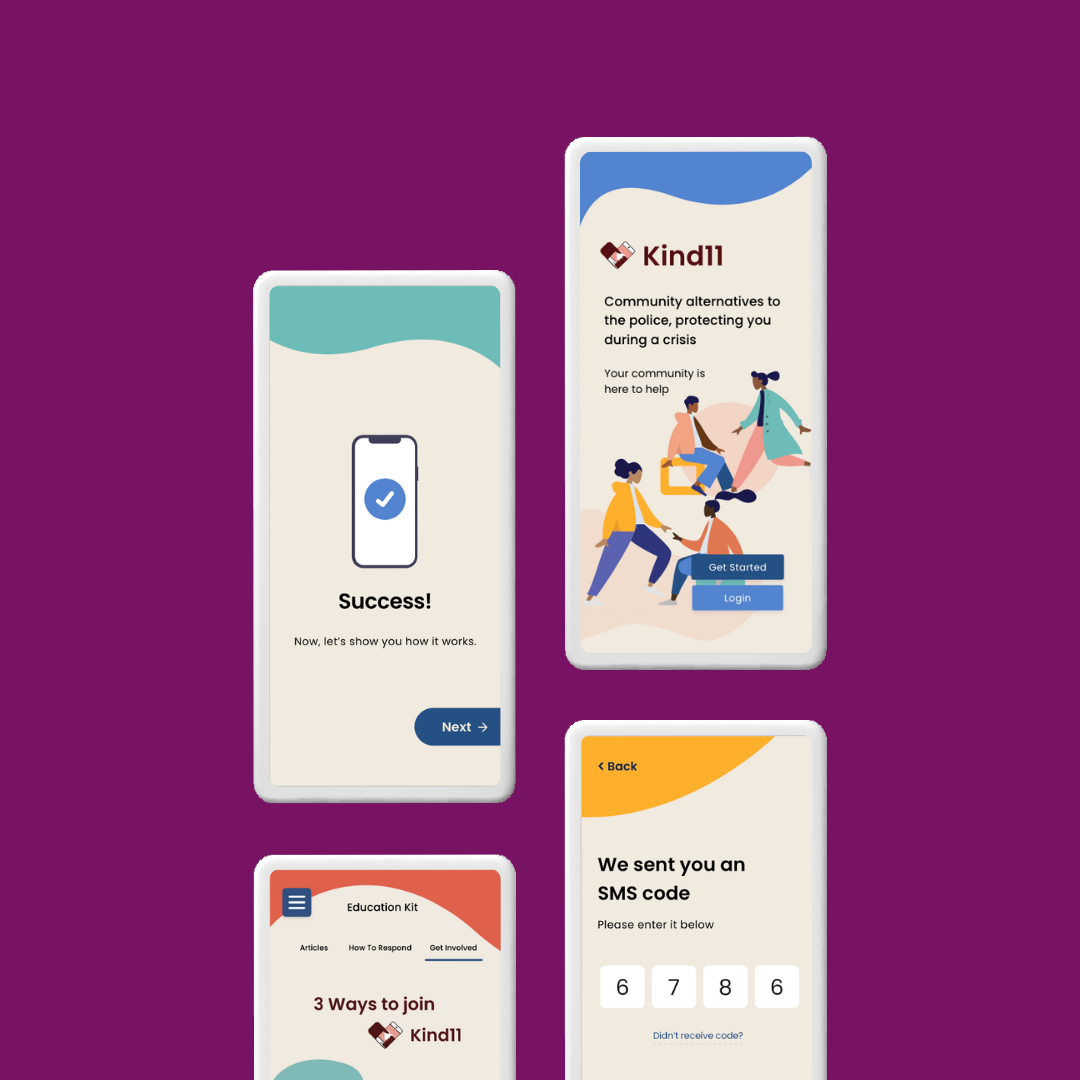 Kind11
Community alternatives to
the police, protecting you
during a crisis
Your community is
here to help
Get Started
Login
Success!
Now, let's show you how it works.
Next →
< Back
We sent you an
SMS code
Please enter it below
6 7 8 6
Didn't receive code?
Education Kit
Articles How To Respond Get Involved
3 Ways to join
Kind11